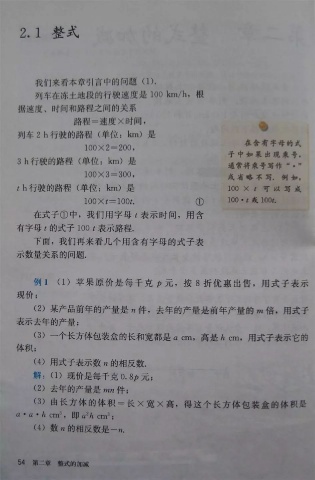 2.1 整式
我们来看本章引言中的问题（1）.
列车在冻土地段的行驶速度是 100 km/h，根
据速度、时间和路程之间的关系
路程=速度×时间，
列车 2 h 行驶的路程（单位：km）是
100×2=200，
3 h 行驶的路程（单位：km）是
100×3=300，
t h 行驶的路程（单位：km）是
100×t=100t. ①
在式子①中，我们用字母 t 表示时间，用含
有字母 t 的式子 100 t 表示路程.
下面，我们再来看几个用含有字母的式子表
示数量关系的问题.
在含有字母的式
子中如果出现乘号，
通常将乘号写作“·”
或省略不写. 例如，
100 × t 可以写成
100·t 或 100t.
例1 （1）苹果原价是每千克 p 元，按 8 折优惠出售，用式子表示
现价；
（2）某产品前年的产量是 n 件，去年的产量是前年产量的 m 倍，用式子
表示去年的产量；
（3）一个长方体包装盒的长和宽都是 a cm，高是 h cm，用式子表示它的
体积；
（4）用式子表示数 n 的相反数.
解：（1）现价是每千克 0.8p 元；
（2）去年的产量是 mn 件；
（3）由长方体的体积=长×宽×高，得这个长方体包装盒的体积是
a·a·h cm³，即 a²h cm³；
（4）数 n 的相反数是−n.
54 第二章 整式的加减